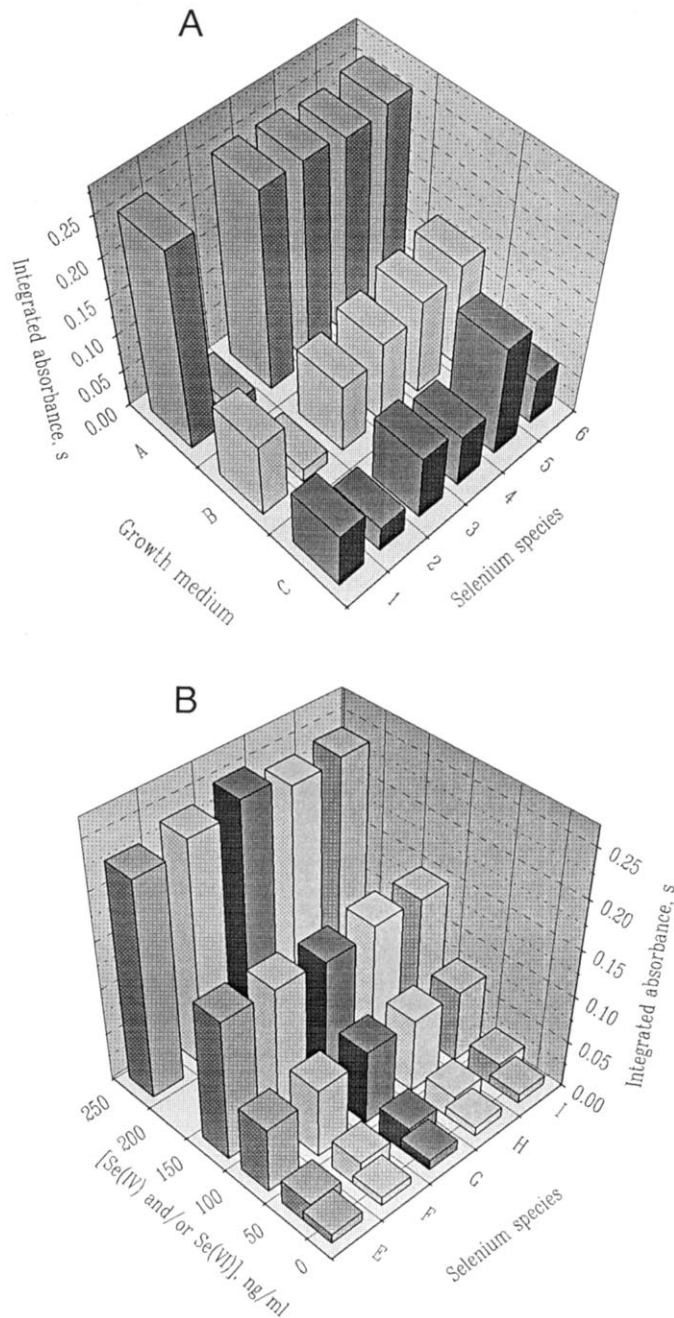 A
0.25
0.20
0.15
0.10
0.05
0.00
Integrated absorbance, s
A
B
C
Growth medium
1
2
3
4
5
6
Selenium species
B
0.25
0.20
0.15
0.10
0.05
0.00
Integrated absorbance, s
250
200
150
100
50
0
[Se(IV) and/or Se(VI)], ng/ml
E
F
G
H
I
Selenium species